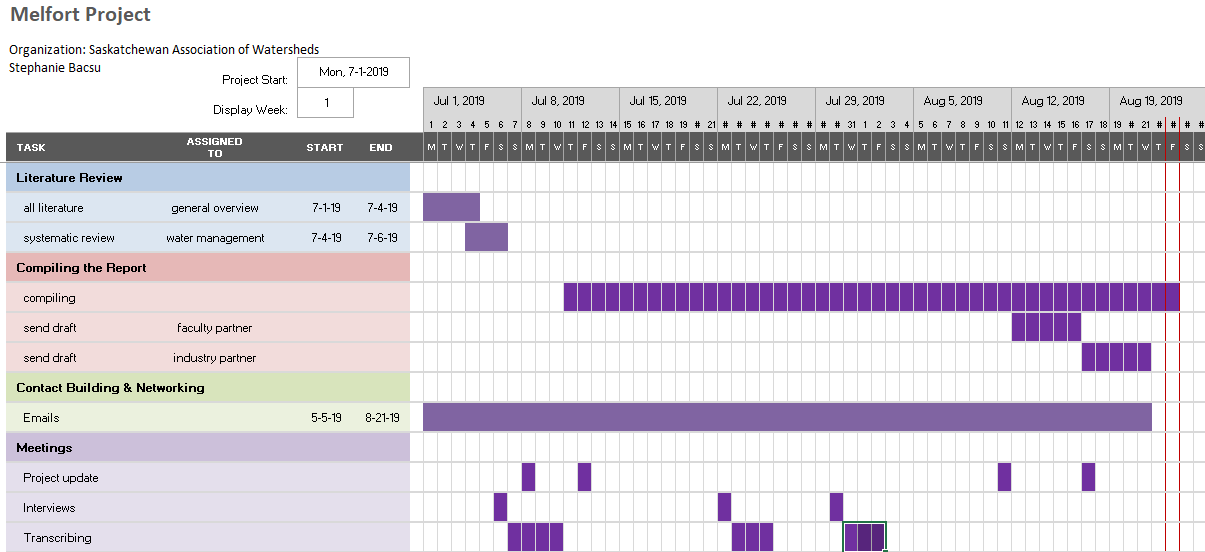 Melfort Project
Organization: Saskatchewan Association of Watersheds
Stephanie Bacsu
Project Start: Mon, 7-1-2019
Display Week: 1
Jul 1, 2019 Jul 8, 2019 Jul 15, 2019 Jul 22, 2019 Jul 29, 2019 Aug 5, 2019 Aug 12, 2019 Aug 19, 2019
1 2 3 4 5 6 7 8 9 10 11 12 13 14 15 16 17 18 19 # 21 # # # # # # # # # 31 1 2 3 4 5 6 7 8 9 10 11 12 13 14 15 16 17 18 19 # 21 # # # #
TASK ASSIGNED TO START END M T W T F S S M T W T F S S M T W T F S S M T W T F S S M T W T F S S M T W T F S S M T W T F S S M T W T F S S
Literature Review
all literature general overview 7-1-19 7-4-19
systematic review water management 7-4-19 7-6-19
Compiling the Report
compiling
send draft faculty partner
send draft industry partner
Contact Building & Networking
Emails 5-5-19 8-21-19
Meetings
Project update
Interviews
Transcribing